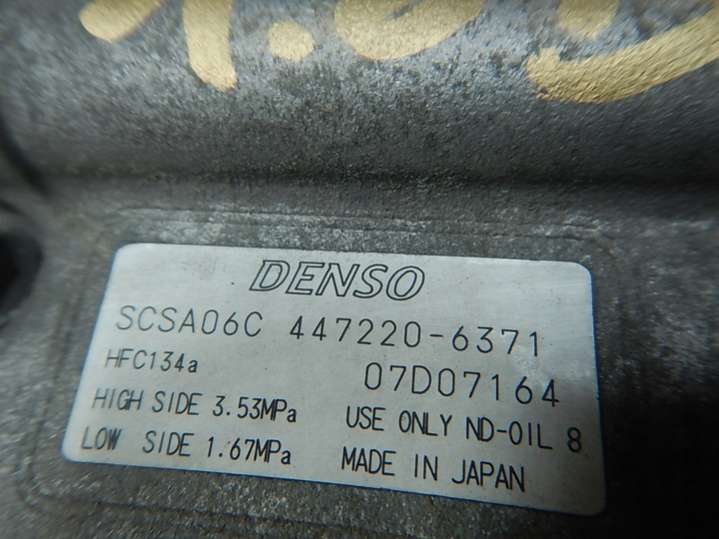 DENSO
SCSA06C 447220-6371
HFC134a 07D07164
HIGH SIDE 3.53MPa USE ONLY ND-OIL 8
LOW SIDE 1.67MPa MADE IN JAPAN